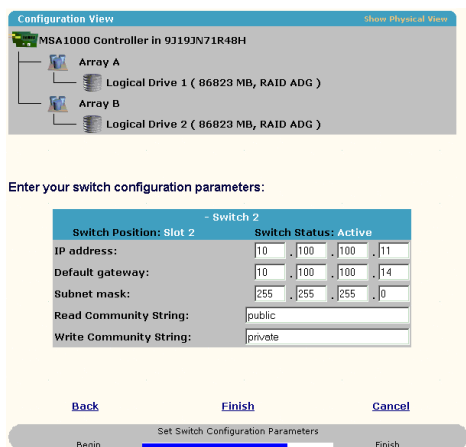 Configuration View Show Physical View
MSA1000 Controller in 9J19JN71R48H
Array A
Logical Drive 1 ( 86823 MB, RAID ADG )
Array B
Logical Drive 2 ( 86823 MB, RAID ADG )
Enter your switch configuration parameters:
- Switch 2
Switch Position: Slot 2 Switch Status: Active
IP address: 10 . 100 . 100 . 11
Default gateway: 10 . 100 . 100 . 14
Subnet mask: 255 . 255 . 255 . 0
Read Community String: public
Write Community String: private
Back Finish Cancel
Set Switch Configuration Parameters
Begin Finish